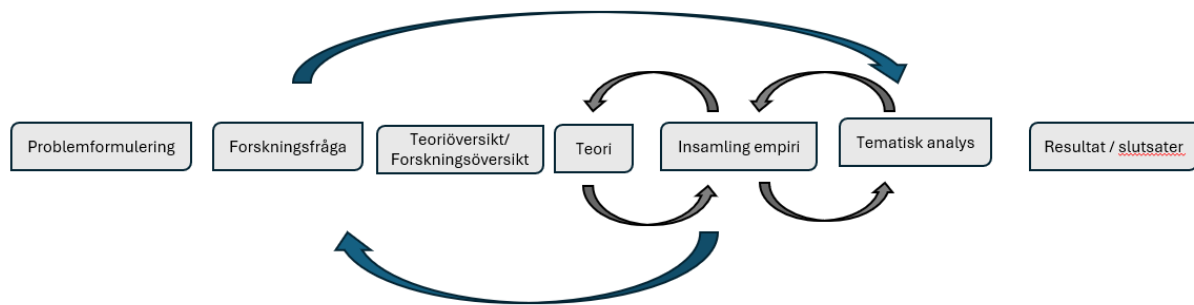 Problemformulering
Forskningsfråga
Teoriöversikt/
Forskningsöversikt
Teori
Insamling empiri
Tematisk analys
Resultat / slutsater